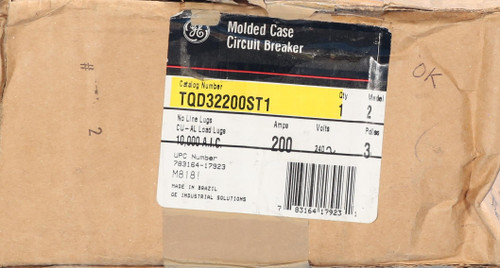 GE
Molded Case
Circuit Breaker
Catalog Number Qty Model
TQD32200ST1 1 2
No Line Lugs Amps Volts Poles
CU-AL Load Lugs
10,000 A.I.C. 200 240~ 3
UPC Number
783164-17923
M8181
MADE IN BRAZIL
GE INDUSTRIAL SOLUTIONS
7 83164 17923 1
# - 2
OK